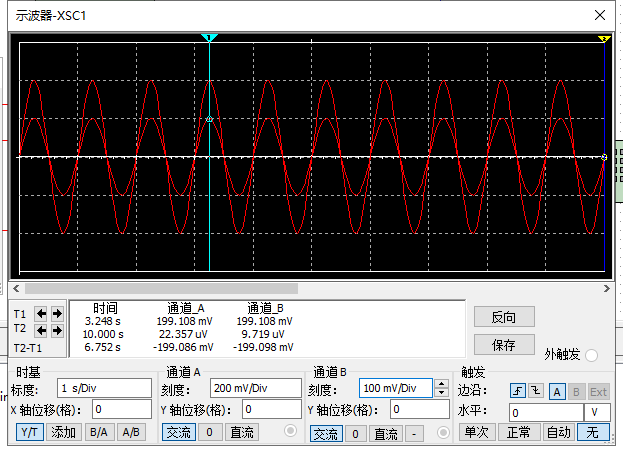 示波器-XSC1
1
2
时间 通道_A 通道_B
T1 3.248 s 199.108 mV 199.108 mV
T2 10.000 s 22.357 uV 9.719 uV
T2-T1 6.752 s -199.086 mV -199.098 mV
反向
保存
外触发
时基
标度: 1 s/Div
X 轴位移(格): 0
Y/T 添加 B/A A/B
通道 A
刻度: 200 mV/Div
Y 轴位移(格): 0
交流 0 直流
通道 B
刻度: 100 mV/Div
Y 轴位移(格): 0
交流 0 直流 -
触发
边沿: A B Ext
水平: 0 V
单次 正常 自动 无